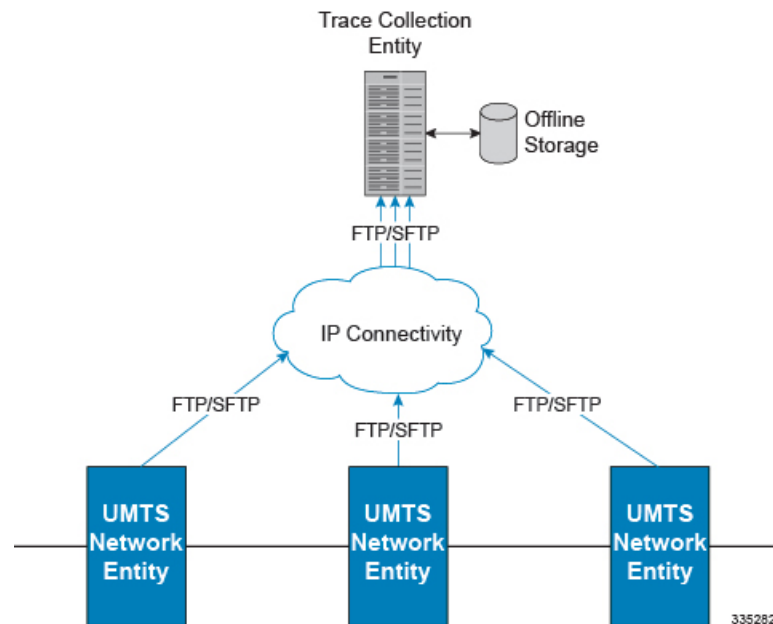 Trace Collection
Entity
Offline
Storage
FTP/SFTP
IP Connectivity
FTP/SFTP
FTP/SFTP
FTP/SFTP
UMTS
Network
Entity
UMTS
Network
Entity
UMTS
Network
Entity
335282